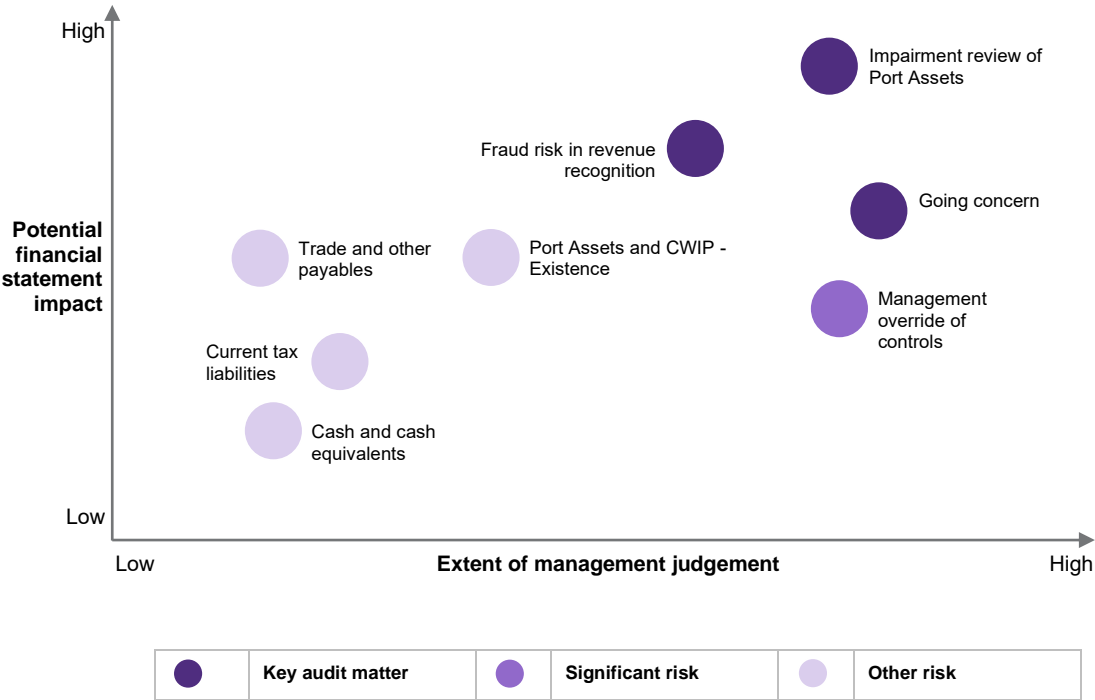 High
Impairment review of
Port Assets
Fraud risk in revenue
recognition
Going concern
Potential
financial
statement
impact
Trade and other
payables
Port Assets and CWIP -
Existence
Management
override of
controls
Current tax
liabilities
Cash and cash
equivalents
Low
Low
Extent of management judgement
High
Key audit matter
Significant risk
Other risk